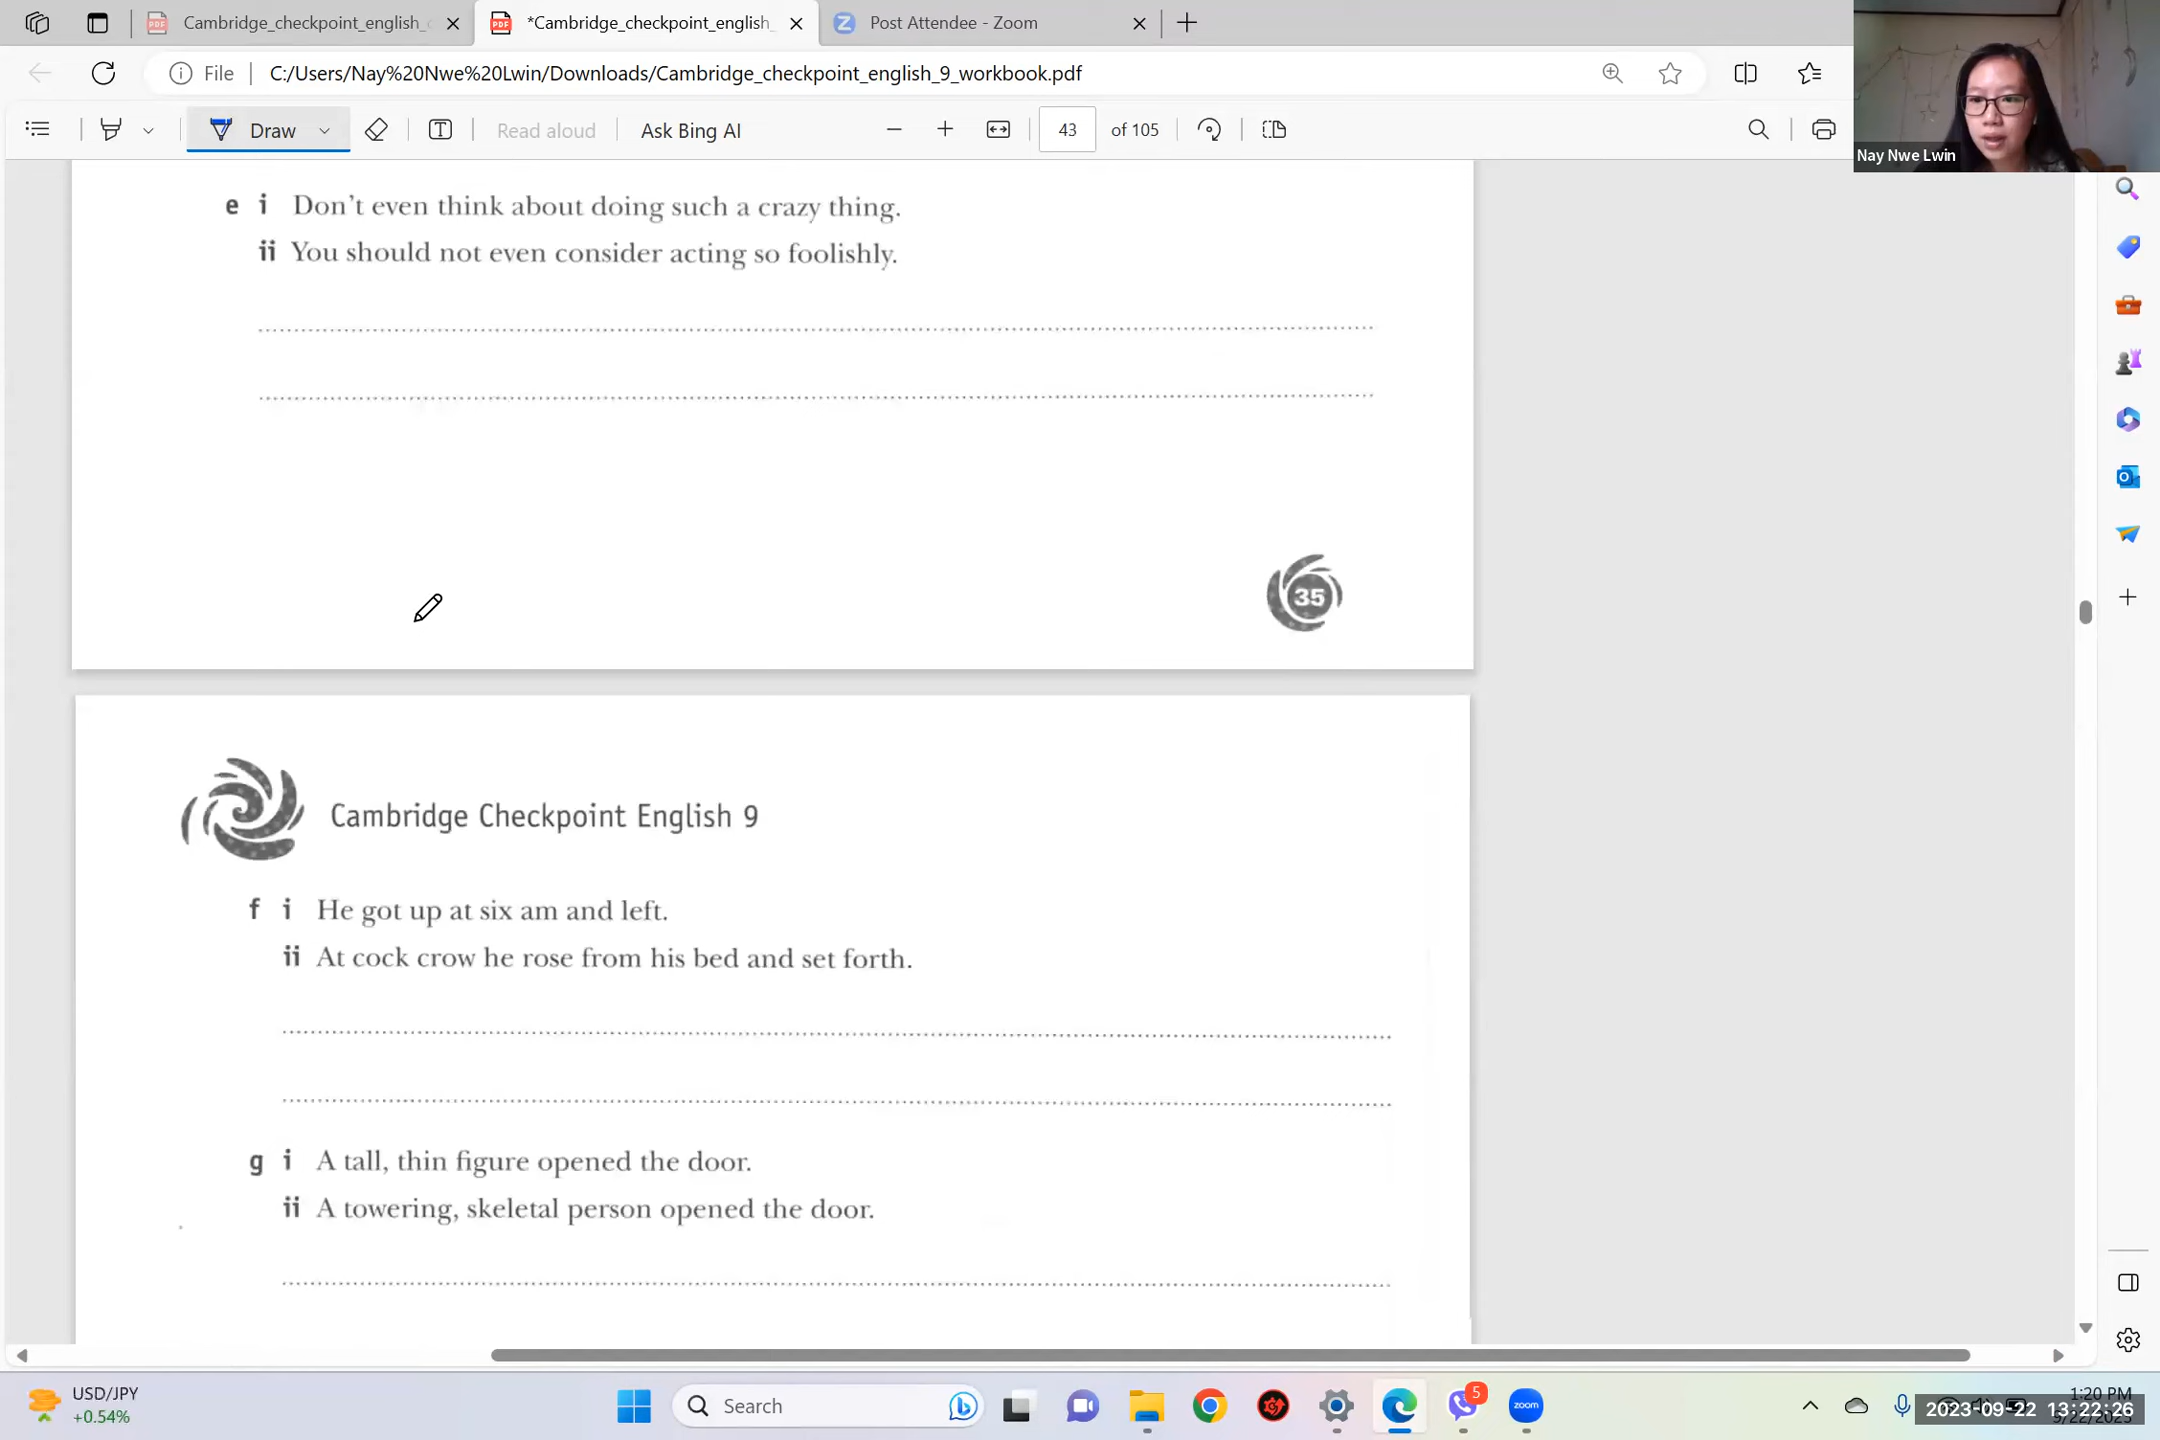 Cambridge_checkpoint_english_
*Cambridge_checkpoint_english_
Post Attendee - Zoom
File
C:/Users/Nay%20Nwe%20Lwin/Downloads/Cambridge_checkpoint_english_9_workbook.pdf
Draw
Read aloud
Ask Bing AI
43
of 105
Nay Nwe Lwin
e i Don't even think about doing such a crazy thing.
ii You should not even consider acting so foolishly.
35
Cambridge Checkpoint English 9
f i He got up at six am and left.
ii At cock crow he rose from his bed and set forth.
g i A tall, thin figure opened the door.
ii A towering, skeletal person opened the door.
USD/JPY
+0.54%
Search
5
zoom
1:20 PM
2023-09-22 13:22:26